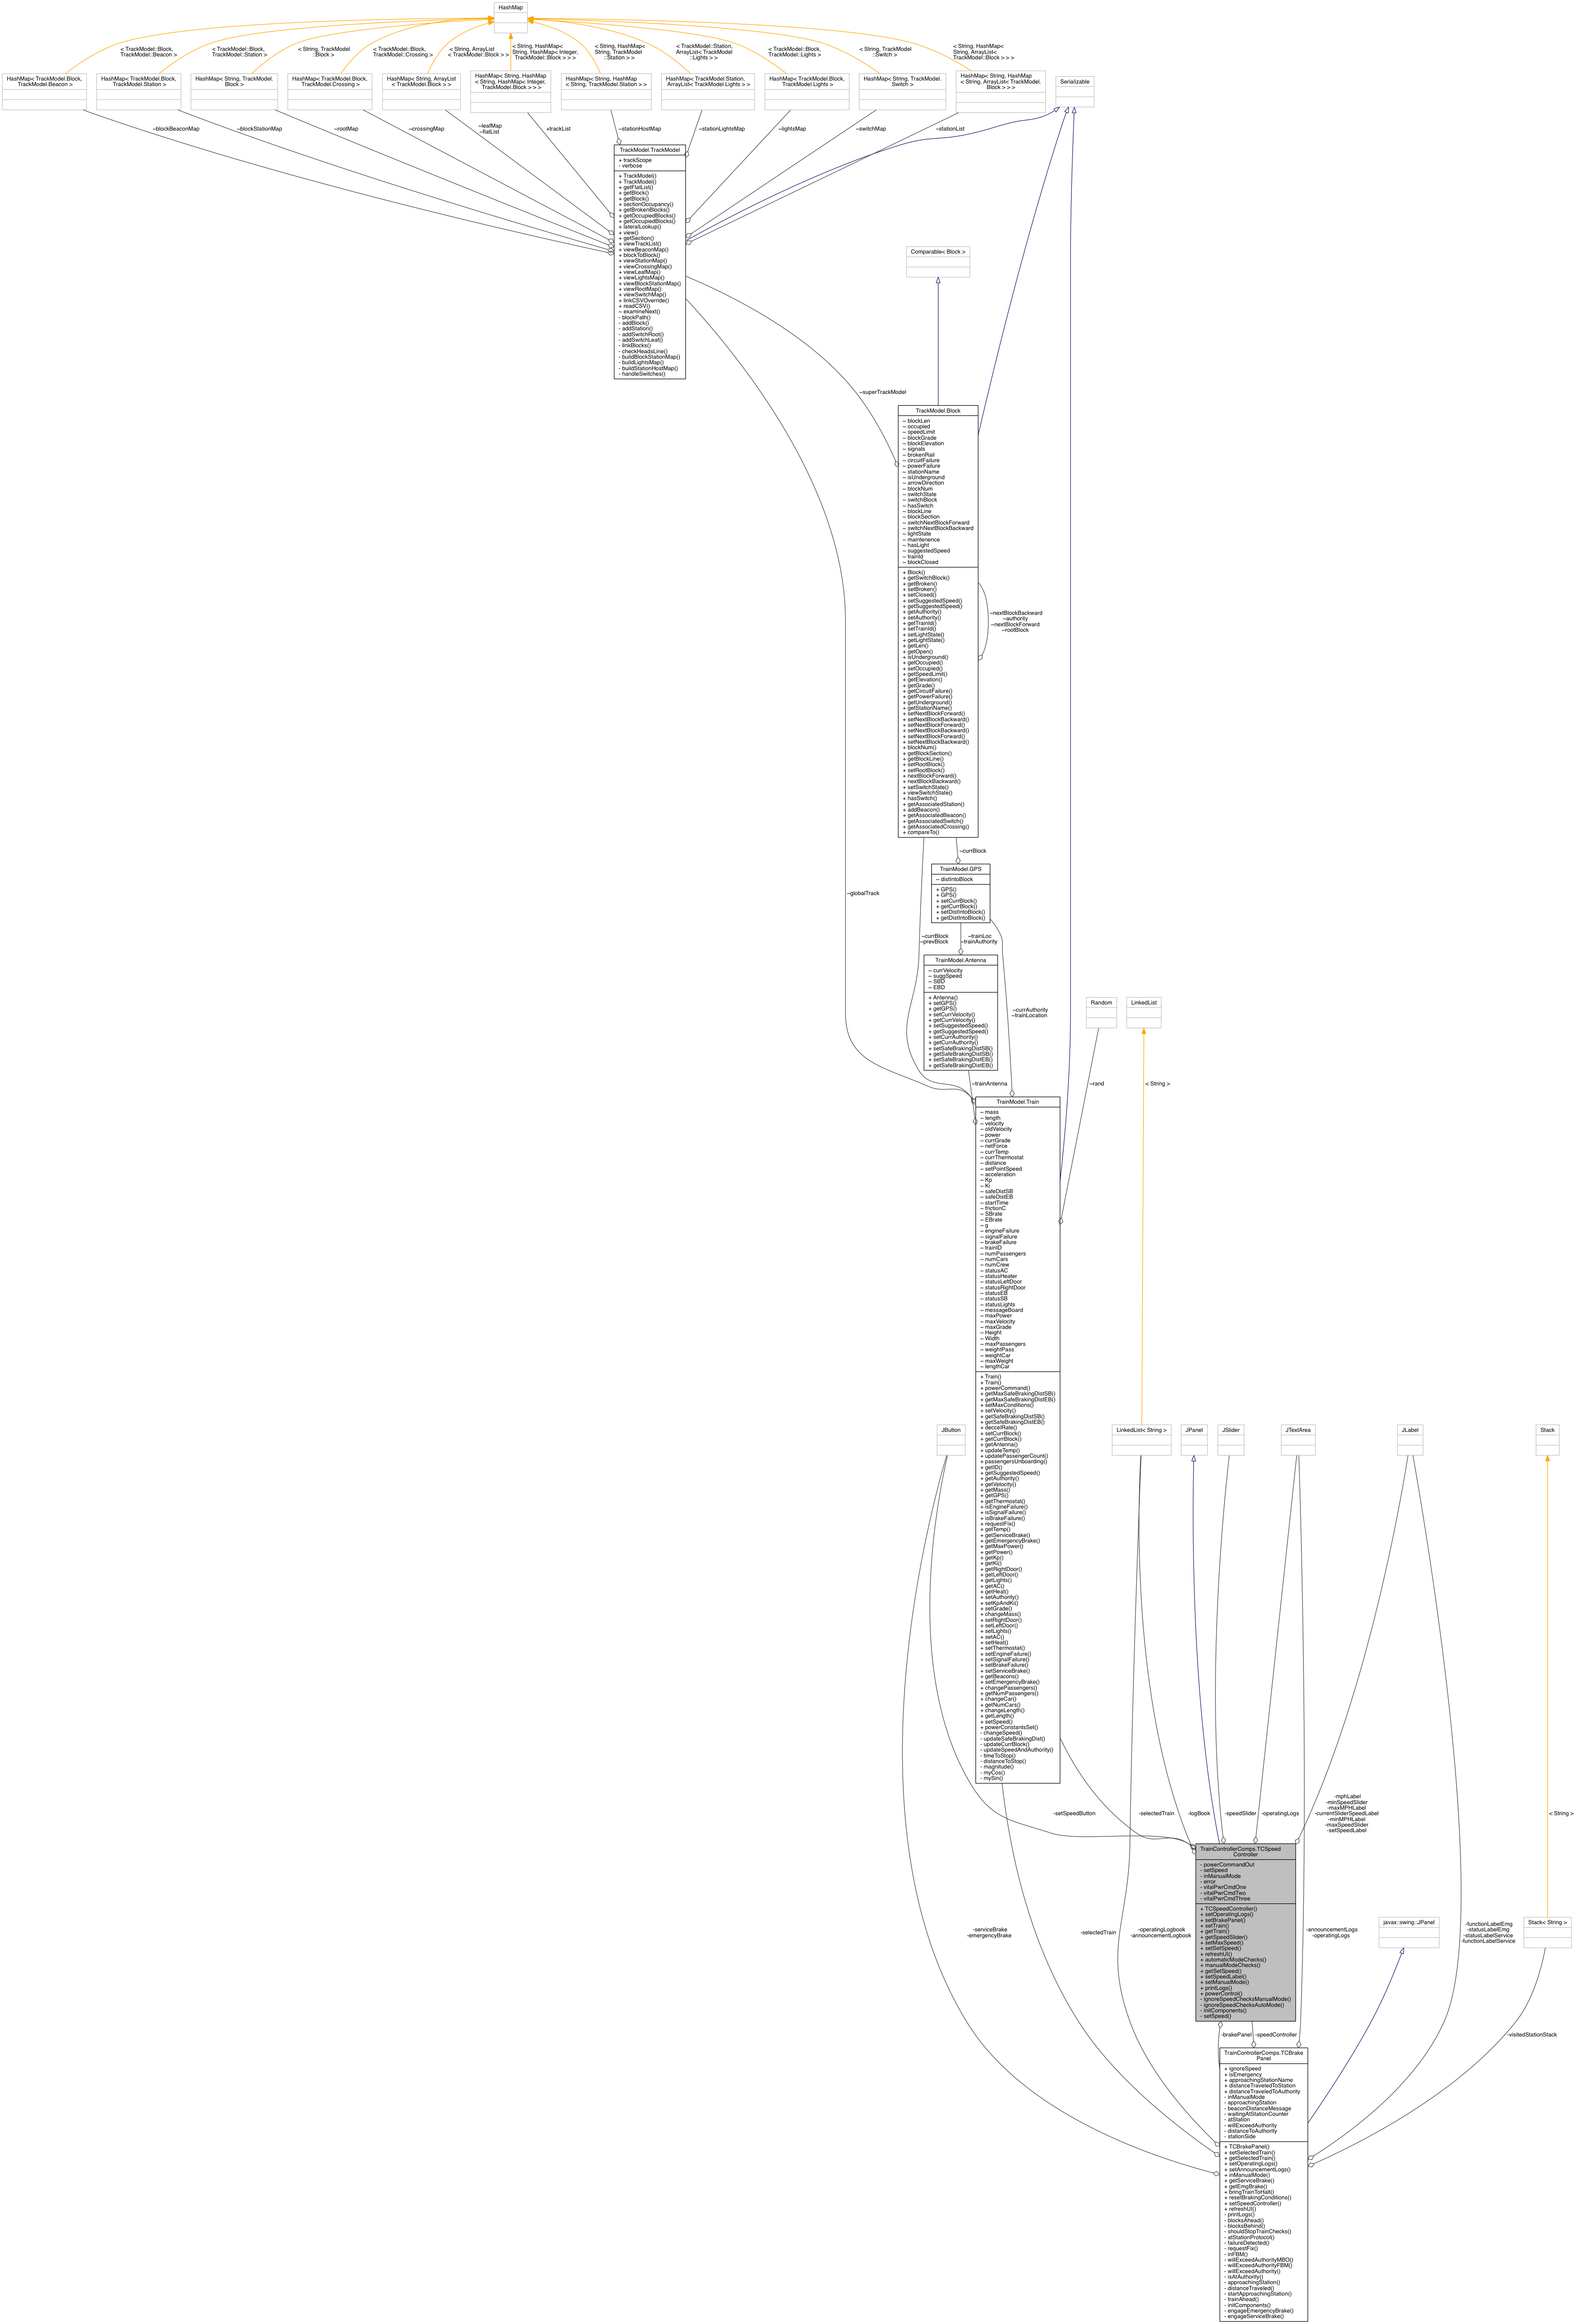 HashMap
< TrackModel::Block,
TrackModel::Beacon >
< TrackModel::Block,
TrackModel::Station >
< String, TrackModel
::Block >
< TrackModel::Block,
TrackModel::Crossing >
< String, ArrayList
< TrackModel::Block > >
< String, HashMap<
String, HashMap< Integer,
TrackModel::Block > > >
< String, HashMap<
String, TrackModel
::Station > >
< TrackModel::Station,
ArrayList< TrackModel
::Lights > >
< TrackModel::Block,
TrackModel::Lights >
< String, TrackModel
::Switch >
< String, HashMap<
String, ArrayList<
TrackModel::Block > > >
HashMap< TrackModel.Block,
TrackModel.Beacon >
HashMap< TrackModel.Block,
TrackModel.Station >
HashMap< String, TrackModel.
Block >
HashMap< TrackModel.Block,
TrackModel.Crossing >
HashMap< String, ArrayList
< TrackModel.Block > >
HashMap< String, HashMap
< String, HashMap< Integer,
TrackModel.Block > > >
HashMap< String, HashMap
< String, TrackModel.Station > >
HashMap< TrackModel.Station,
ArrayList< TrackModel.Lights > >
HashMap< TrackModel.Block,
TrackModel.Lights >
HashMap< String, TrackModel.
Switch >
HashMap< String, HashMap
< String, ArrayList< TrackModel.
Block > > >
Serializable
~blockBeaconMap
~blockStationMap
~rootMap
~crossingMap
~leafMap
~flatList
+trackList
~stationHostMap
~stationLightsMap
~lightsMap
~switchMap
~stationList
TrackModel.TrackModel
+ trackScope
- verbose
+ TrackModel()
+ TrackModel()
+ getFlatList()
+ getBlock()
+ getBlock()
+ sectionOccupancy()
+ getBrokenBlocks()
+ getOccupiedBlocks()
+ getOccupiedBlocks()
+ lateralLookup()
+ view()
+ getSection()
+ viewTrackList()
+ viewBeaconMap()
+ blockToBlock()
+ viewStationMap()
+ viewCrossingMap()
+ viewLeafMap()
+ viewLightsMap()
+ viewBlockStationMap()
+ viewRootMap()
+ viewSwitchMap()
+ linkCSVOverride()
+ readCSV()
~ examineNext()
- blockPath()
- addBlock()
- addStation()
- addSwitchRoot()
- addSwitchLeaf()
- linkBlocks()
- checkHeadsLine()
- buildBlockStationMap()
- buildLightsMap()
- buildStationHostMap()
- handleSwitches()
Comparable< Block >
~superTrackModel
TrackModel.Block
~ blockLen
~ occupied
~ speedLimit
~ blockGrade
~ blockElevation
~ signals
~ brokenRail
~ circuitFailure
~ powerFailure
~ stationName
~ isUnderground
~ arrowDirection
~ blockNum
~ switchState
~ switchBlock
~ hasSwitch
~ blockLine
~ blockSection
~ switchNextBlockForward
~ switchNextBlockBackward
~ lightState
~ maintenence
~ hasLight
~ suggestedSpeed
~ trainId
~ blockClosed
+ Block()
+ getSwitchBlock()
+ getBroken()
+ setBroken()
+ setClosed()
+ setSuggestedSpeed()
+ getSuggestedSpeed()
+ getAuthority()
+ setAuthority()
+ getTrainId()
+ setTrainId()
+ setLightState()
+ getLightState()
+ getLen()
+ getOpen()
+ isUnderground()
+ getOccupied()
+ setOccupied()
+ getSpeedLimit()
+ getElevation()
+ getGrade()
+ getCircuitFailure()
+ getPowerFailure()
+ getUnderground()
+ getStationName()
+ setNextBlockForward()
+ setNextBlockBackward()
+ setNextBlockForward()
+ setNextBlockBackward()
+ setNextBlockForward()
+ setNextBlockBackward()
+ blockNum()
+ getBlockSection()
+ getBlockLine()
+ setRootBlock()
+ setRootBlock()
+ nextBlockForward()
+ nextBlockBackward()
+ setSwitchState()
+ viewSwitchState()
+ hasSwitch()
+ getAssociatedStation()
+ addBeacon()
+ getAssociatedBeacon()
+ getAssociatedSwitch()
+ getAssociatedCrossing()
+ compareTo()
~nextBlockBackward
~authority
~nextBlockForward
~rootBlock
~currBlock
TrainModel.GPS
~ distIntoBlock
+ GPS()
+ GPS()
+ setCurrBlock()
+ getCurrBlock()
+ setDistIntoBlock()
+ getDistIntoBlock()
~globalTrack
~currBlock
~prevBlock
~trainLoc
~trainAuthority
TrainModel.Antenna
~ currVelocity
~ suggSpeed
~ SBD
~ EBD
+ Antenna()
+ setGPS()
+ getGPS()
+ setCurrVelocity()
+ getCurrVelocity()
+ setSuggestedSpeed()
+ getSuggestedSpeed()
+ setCurrAuthority()
+ getCurrAuthority()
+ setSafeBrakingDistSB()
+ getSafeBrakingDistSB()
+ setSafeBrakingDistEB()
+ getSafeBrakingDistEB()
~currAuthority
~trainLocation
Random
LinkedList
~trainAntenna
~rand
< String >
TrainModel.Train
~ mass
~ length
~ velocity
~ oldVelocity
~ power
~ currGrade
~ netForce
~ currTemp
~ currThermostat
~ distance
~ setPointSpeed
~ acceleration
~ Kp
~ Ki
~ safeDistSB
~ safeDistEB
~ startTime
~ frictionC
~ SBrate
~ EBrate
~ g
~ engineFailure
~ signalFailure
~ brakeFailure
~ trainID
~ numPassengers
~ numCars
~ numCrew
~ statusAC
~ statusHeater
~ statusLeftDoor
~ statusRightDoor
~ statusEB
~ statusSB
~ statusLights
~ messageBoard
~ maxPower
~ maxVelocity
~ maxGrade
~ Height
~ Width
~ maxPassengers
~ weightPass
~ weightCar
~ maxWeight
~ lengthCar
+ Train()
+ Train()
+ powerCommand()
+ getMaxSafeBrakingDistSB()
+ getMaxSafeBrakingDistEB()
+ setMaxConditions()
+ setVelocity()
+ getSafeBrakingDistSB()
+ getSafeBrakingDistEB()
+ deccelRate()
+ setCurrBlock()
+ getCurrBlock()
+ getAntenna()
+ updateTemp()
+ updatePassengerCount()
+ passengersUnboarding()
+ getID()
+ getSuggestedSpeed()
+ getAuthority()
+ getVelocity()
+ getMass()
+ getGPS()
+ getThermostat()
+ isEngineFailure()
+ isSignalFailure()
+ isBrakeFailure()
+ requestFix()
+ getTemp()
+ getServiceBrake()
+ getEmergencyBrake()
+ getMaxPower()
+ getPower()
+ getKp()
+ getKi()
+ getRightDoor()
+ getLeftDoor()
+ getLights()
+ getAC()
+ getHeat()
+ setAuthority()
+ setKpAndKi()
+ setGrade()
+ changeMass()
+ setRightDoor()
+ setLeftDoor()
+ setLights()
+ setAC()
+ setHeat()
+ setThermostat()
+ setEngineFailure()
+ setSignalFailure()
+ setBrakeFailure()
+ setServiceBrake()
+ getBeacons()
+ setEmergencyBrake()
+ changePassengers()
+ getNumPassengers()
+ changeCar()
+ getNumCars()
+ changeLength()
+ getLength()
+ setSpeed()
+ powerConstantsSet()
- changeSpeed()
- updateSafeBrakingDist()
- updateCurrBlock()
- updateSpeedAndAuthority()
- timeToStop()
- distanceToStop()
- magnitude()
- myCos()
- mySin()
JButton
LinkedList< String >
JPanel
JSlider
JTextArea
JLabel
Stack
-setSpeedButton
-selectedTrain
-logBook
-speedSlider
-operatingLogs
-mphLabel
-minSpeedSlider
-maxMPHLabel
-currentSliderSpeedLabel
-minMPHLabel
-maxSpeedSlider
-setSpeedLabel
< String >
TrainControllerComps.TCSpeed
Controller
- powerCommandOut
- setSpeed
- inManualMode
- error
- vitalPwrCmdOne
- vitalPwrCmdTwo
- vitalPwrCmdThree
+ TCSpeedController()
+ setOperatingLogs()
+ setBrakePanel()
+ setTrain()
+ getTrain()
+ getSpeedSlider()
+ setMaxSpeed()
+ setSetSpeed()
+ refreshUI()
+ automaticModeChecks()
+ manualModeChecks()
+ getSetSpeed()
+ setSpeedLabel()
+ setManualMode()
+ printLogs()
+ powerControl()
- ignoreSpeedChecksManualMode()
- ignoreSpeedChecksAutoMode()
- initComponents()
- setSpeed()
javax::swing::JPanel
Stack< String >
-serviceBrake
-emergencyBrake
-selectedTrain
-operatingLogbook
-announcementLogbook
-announcementLogs
-operatingLogs
-functionLabelEmg
-statusLabelEmg
-statusLabelService
-functionLabelService
-brakePanel
-speedController
-visitedStationStack
TrainControllerComps.TCBrake
Panel
+ ignoreSpeed
+ isEmergency
+ approachingStationName
+ distanceTraveledToStation
+ distanceTraveledToAuthority
- inManualMode
- approachingStation
- beaconDistanceMessage
- waitingAtStationCounter
- atStation
- willExceedAuthority
- distanceToAuthority
- stationSide
+ TCBrakePanel()
+ setSelectedTrain()
+ getSelectedTrain()
+ setOperatingLogs()
+ setAnnouncementLogs()
+ inManualMode()
+ getServiceBrake()
+ getEmgBrake()
+ bringTrainToHalt()
+ resetBrakingConditions()
+ setSpeedController()
+ refreshUI()
- printLogs()
- blocksAhead()
- blocksBehind()
- shouldStopTrainChecks()
- atStationProtocol()
- failureDetected()
- requestFix()
- inFBM()
- willExceedAuthorityMBO()
- willExceedAuthorityFBM()
- willExceedAuthority()
- isAtAuthority()
- approachingStation()
- distanceTraveled()
- startApproachingStation()
- trainAhead()
- initComponents()
- engageEmergencyBrake()
- engageServiceBrake()